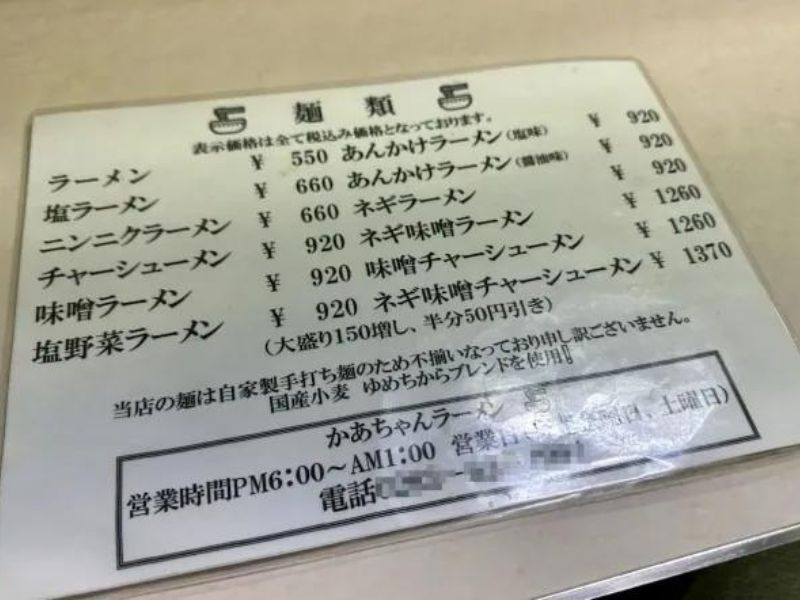 麺類
表示価格は全て税込み価格となっております。
ラーメン ¥ 550 あんかけラーメン(塩味) ¥ 920
塩ラーメン ¥ 660 あんかけラーメン(醤油味) ¥ 920
ニンニクラーメン ¥ 660 ネギラーメン ¥ 920
チャーシューメン ¥ 920 ネギ味噌ラーメン ¥ 1260
味噌ラーメン ¥ 920 味噌チャーシューメン ¥ 1260
塩野菜ラーメン ¥ 920 ネギ味噌チャーシューメン ¥ 1370
(大盛り150増し、半分50円引き)
当店の麺は自家製手打ち麺のため不揃いなっており申し訳ございません。
国産小麦 ゆめちからブレンドを使用!!
かあちゃんラーメン
営業時間PM6:00〜AM1:00 営業日 曜日、土曜日)
電話